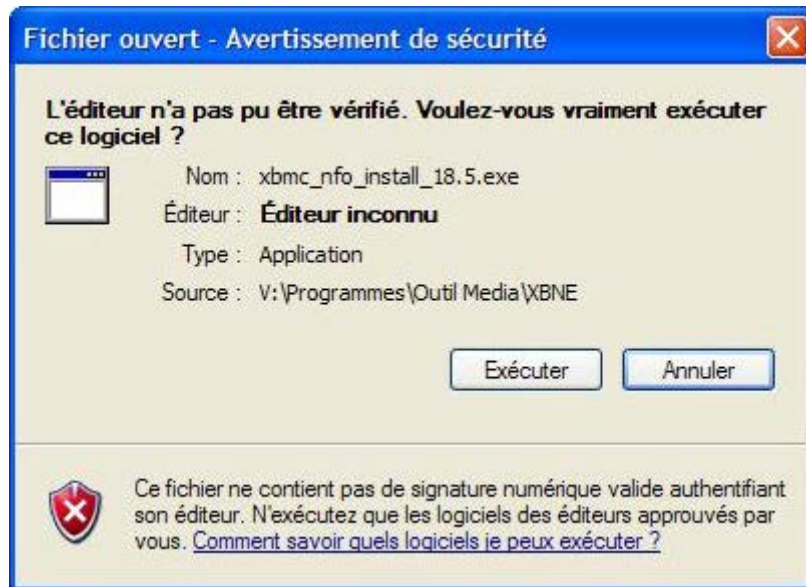 Fichier ouvert - Avertissement de sécurité
L'éditeur n'a pas pu être vérifié. Voulez-vous vraiment exécuter
ce logiciel ?
Nom : xbmc_nfo_install_18.5.exe
Éditeur : Éditeur inconnu
Type : Application
Source : V:\Programmes\Outil Media\XBNE
Exécuter Annuler
Ce fichier ne contient pas de signature numérique valide authentifiant
son éditeur. N'exécutez que les logiciels des éditeurs approuvés par
vous. Comment savoir quels logiciels je peux exécuter ?